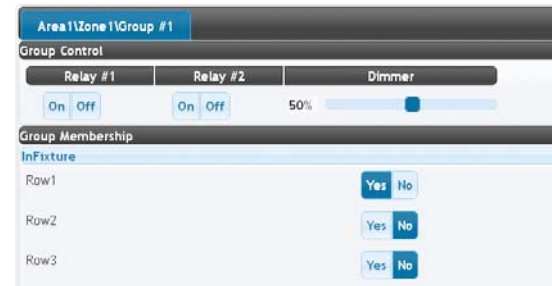 Area1\Zone1\Group #1
Group Control
Relay #1 Relay #2 Dimmer
On Off On Off 50%
Group Membership
InFixture
Row1 Yes No
Row2 Yes No
Row3 Yes No